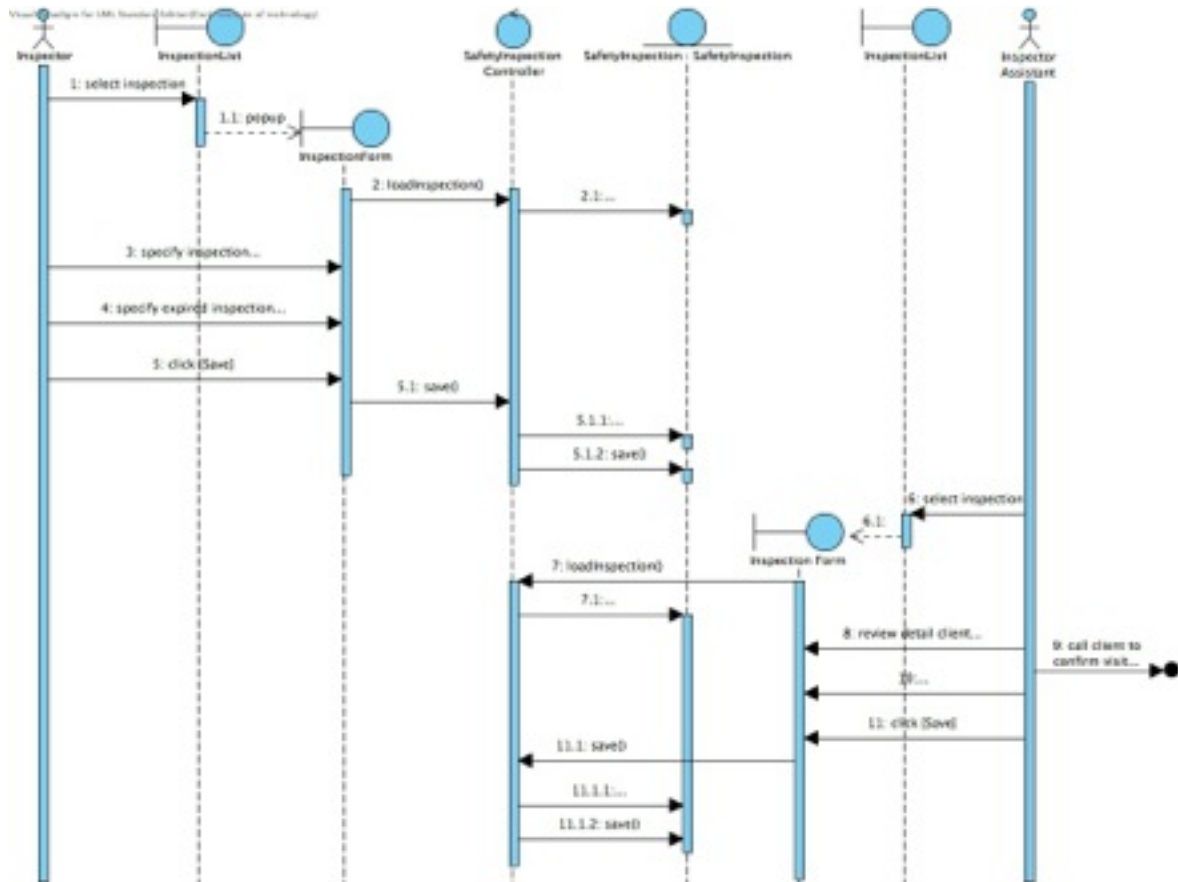 Inspector
InspectionList
SafetyInspection
Controller
SafetyInspection : SafetyInspection
InspectionList
Inspector
Assistant
1: select inspection
1.1: popup
InspectionForm
2: loadInspection()
2.1:...
3: specify inspection...
4: specify expired inspection...
5: click [Save]
5.1: save()
5.1.1:...
5.1.2: save()
6: select inspection
6.1:
Inspection Form
7: loadInspection()
7.1:...
8: review detail client...
9: call client to
confirm visit...
10:...
11: click [Save]
11.1: save()
11.1.1:...
11.1.2: save()